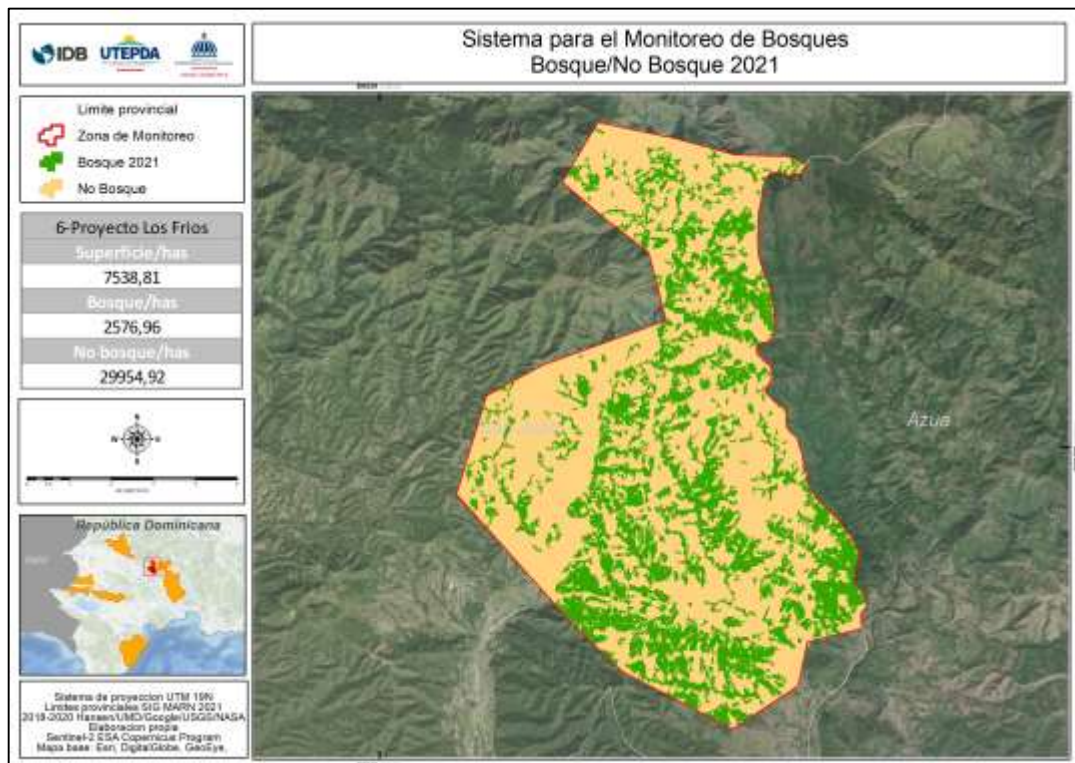 IDB UTEPDA
Sistema para el Monitoreo de Bosques
Bosque/No Bosque 2021
Limite provincial
Zona de Monitoreo
Bosque 2021
No Bosque
6-Proyecto Los Frios
Superficie/has
7538,81
Bosque/has
2576,96
No bosque/has
29954,92
Azua
N
S
República Dominicana
Sistema de proyeccion UTM 19N
Limites provinciales SIG MARN 2021
2018-2020 Hansen/UMD/Google/USGS/NASA
Elaboracion propia
Sentinel-2 ESA Copernicus Program
Mapa base: Esri, DigitalGlobe, GeoEye,